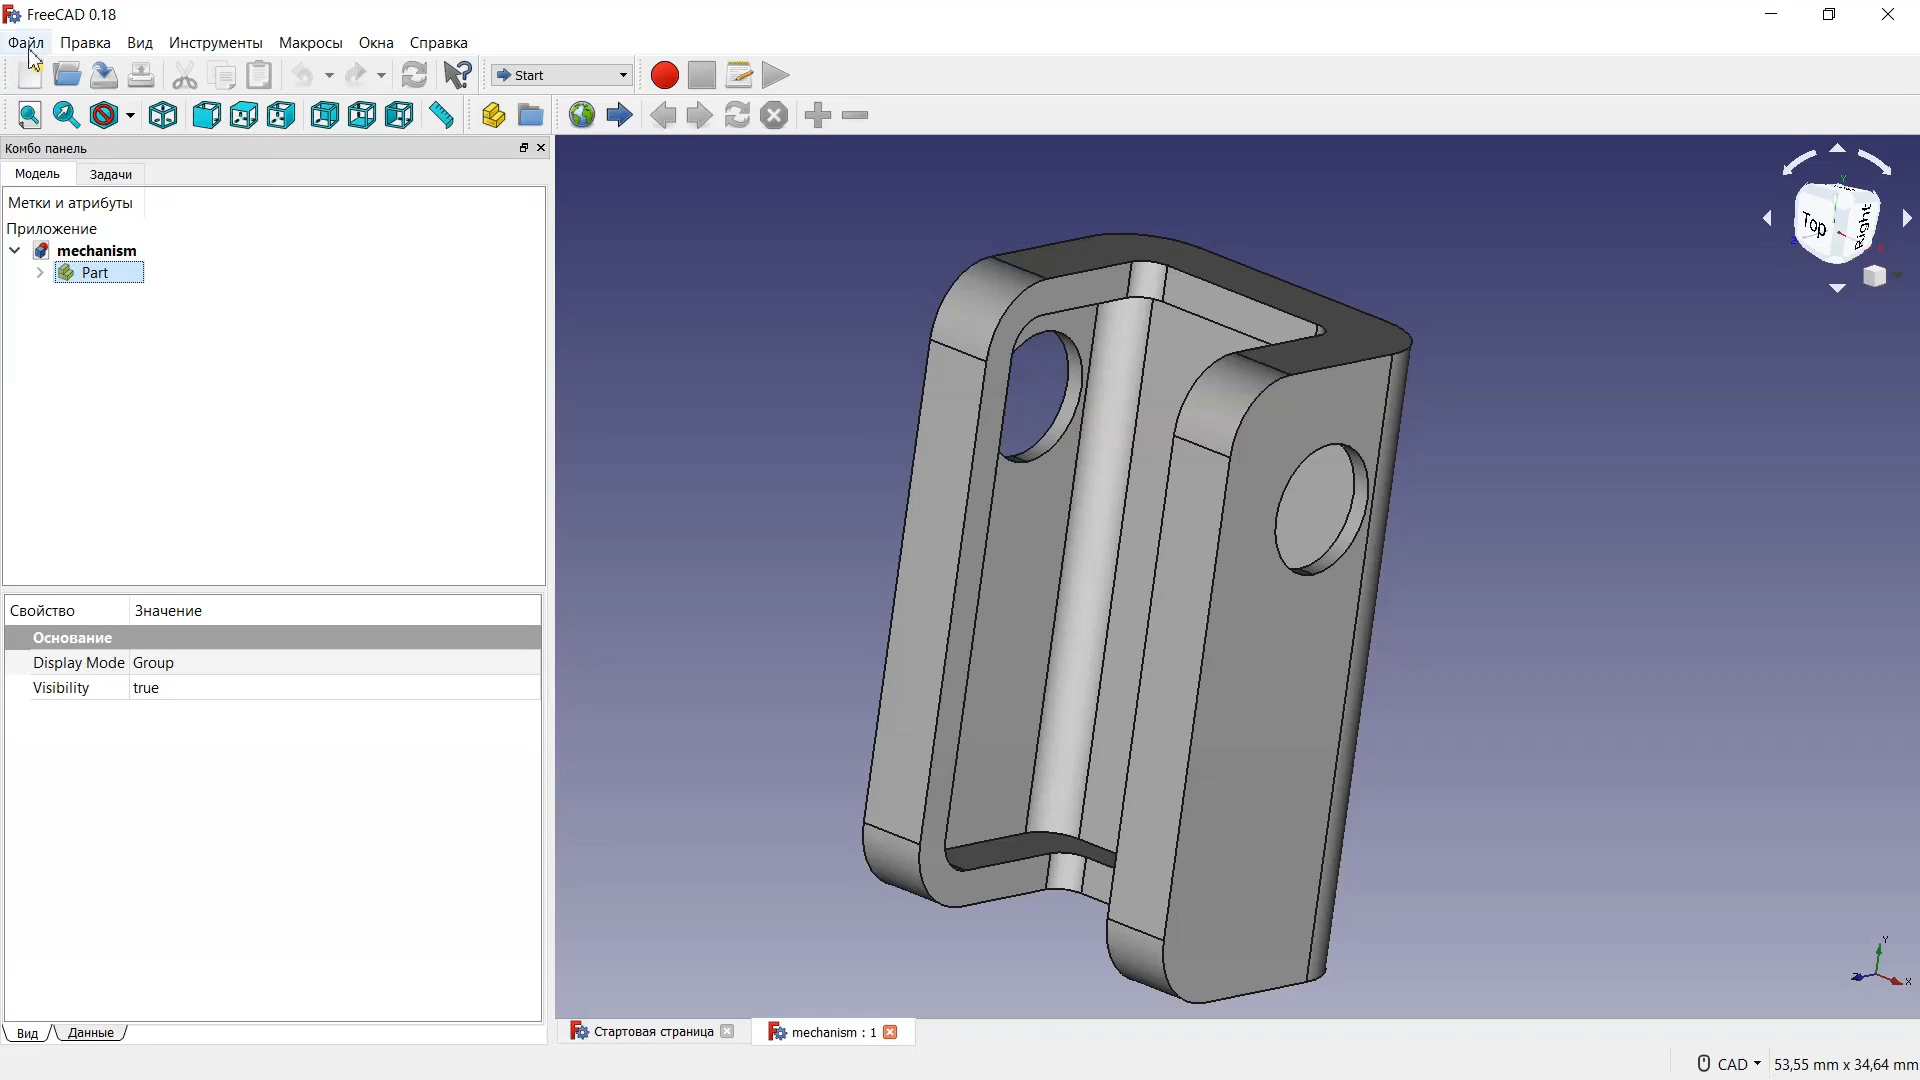 FreeCAD 0.18
Файл Правка Вид Инструменты Макросы Окна Справка
Start
Комбо панель
Модель Задачи
Метки и атрибуты
Приложение
mechanism
Part
Top Right
Y
X
Z
Свойство Значение
Основание
Display Mode Group
Visibility true
Y
Z X
Вид Данные
Стартовая страница mechanism : 1
CAD 53,55 mm x 34,64 mm